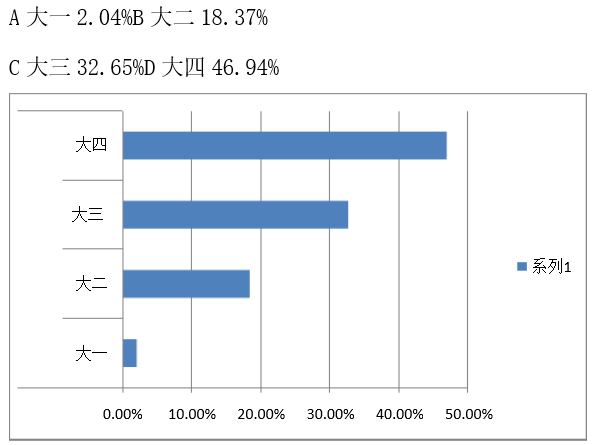 A 大一 2.04%B 大二 18.37%
C 大三 32.65%D 大四 46.94%
大四
大三
大二
大一
系列1
0.00% 10.00% 20.00% 30.00% 40.00% 50.00%